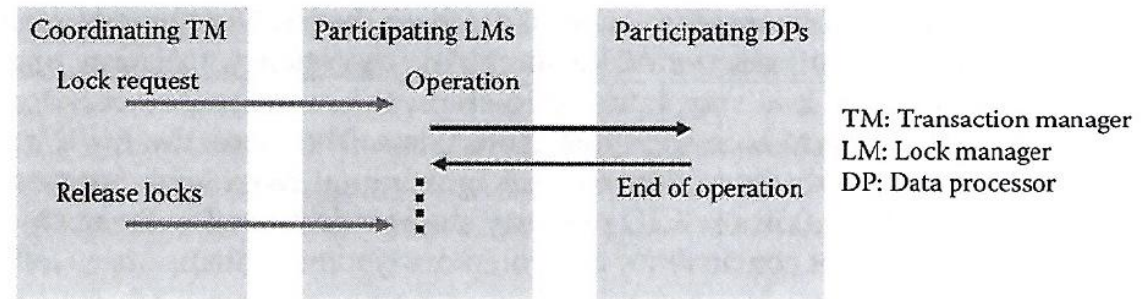 Coordinating TM
Participating LMs
Participating DPs
Lock request
Operation
End of operation
Release locks
TM: Transaction manager
LM: Lock manager
DP: Data processor